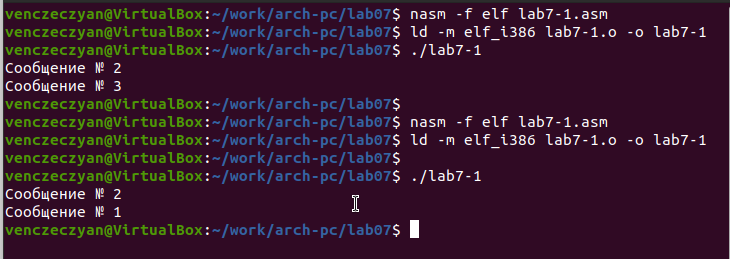 venczeczyan@VirtualBox:~/work/arch-pc/lab07$ nasm -f elf lab7-1.asm
venczeczyan@VirtualBox:~/work/arch-pc/lab07$ ld -m elf_i386 lab7-1.o -o lab7-1
venczeczyan@VirtualBox:~/work/arch-pc/lab07$ ./lab7-1
Сообщение № 2
Сообщение № 3
venczeczyan@VirtualBox:~/work/arch-pc/lab07$
venczeczyan@VirtualBox:~/work/arch-pc/lab07$ nasm -f elf lab7-1.asm
venczeczyan@VirtualBox:~/work/arch-pc/lab07$ ld -m elf_i386 lab7-1.o -o lab7-1
venczeczyan@VirtualBox:~/work/arch-pc/lab07$
venczeczyan@VirtualBox:~/work/arch-pc/lab07$ ./lab7-1
Сообщение № 2
Сообщение № 1
venczeczyan@VirtualBox:~/work/arch-pc/lab07$